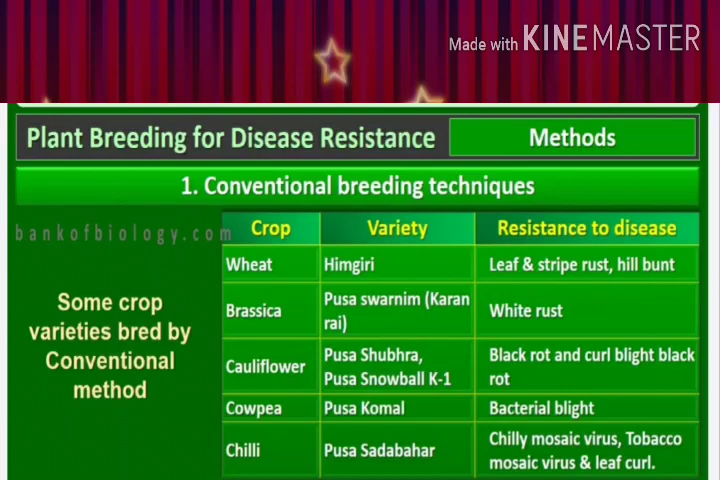 Made with KINEMASTER
Plant Breeding for Disease Resistance Methods
1. Conventional breeding techniques
bankofbiology.com
Some crop
varieties bred by
Conventional
method
Crop Variety Resistance to disease
Wheat Himgiri Leaf & stripe rust, hill bunt
Brassica Pusa swarnim (Karan
rai) White rust
Cauliflower Pusa Shubhra,
Pusa Snowball K-1 Black rot and curl blight black
rot
Cowpea Pusa Komal Bacterial blight
Chilli Pusa Sadabahar Chilly mosaic virus, Tobacco
mosaic virus & leaf curl.